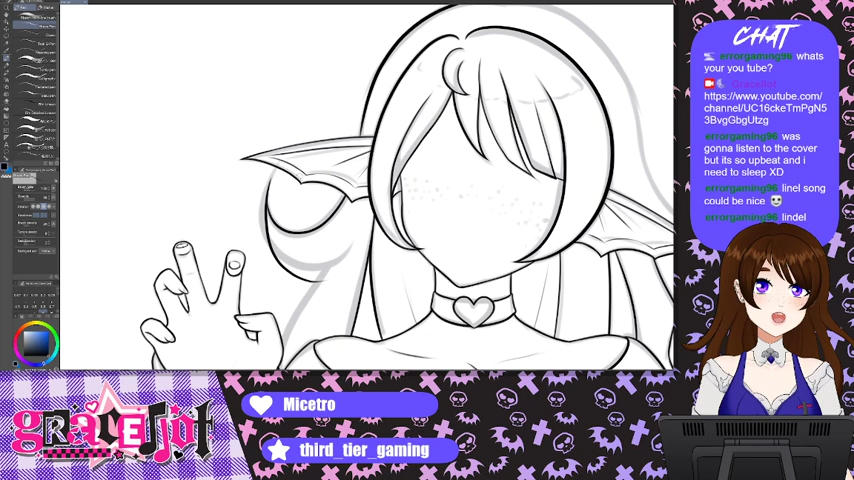 CHAT
errorgaming96 whats
your you tube?
GraceJiot
https://www.youtube.com/
channel/UC16ckeTmPgN5
3BvgGbgUtzg
errorgaming96 was
gonna listen to the cover
but its so upbeat and i
need to sleep XD
errorgaming96 linel song
could be nice
errorgaming96 lindel
Micetro
third_tier_gaming